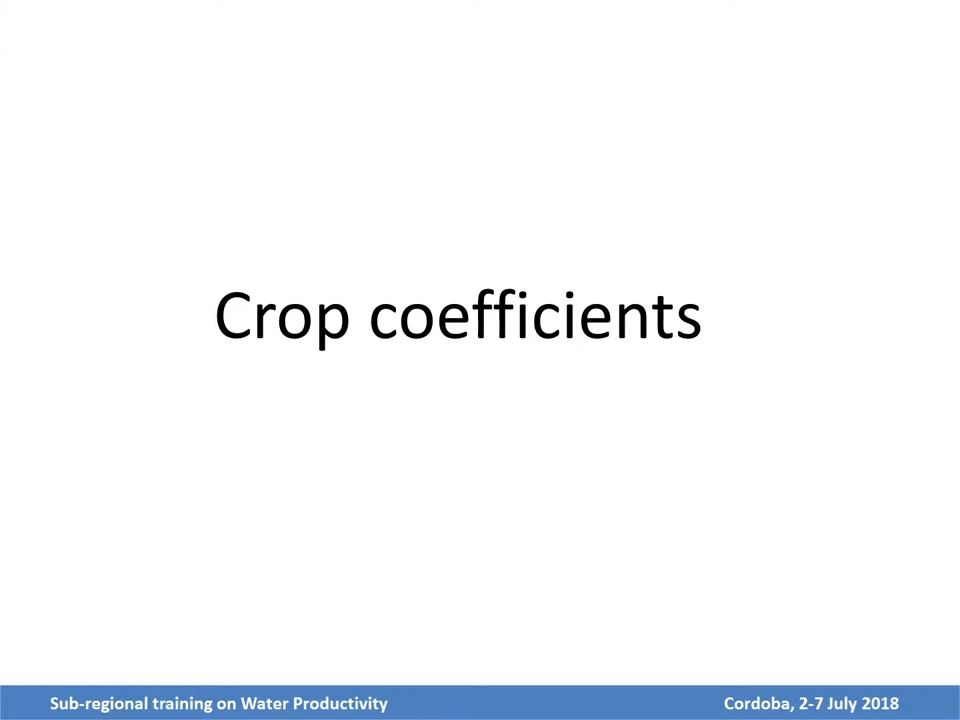 Crop coefficients
Sub-regional training on Water Productivity
Cordoba, 2-7 July 2018